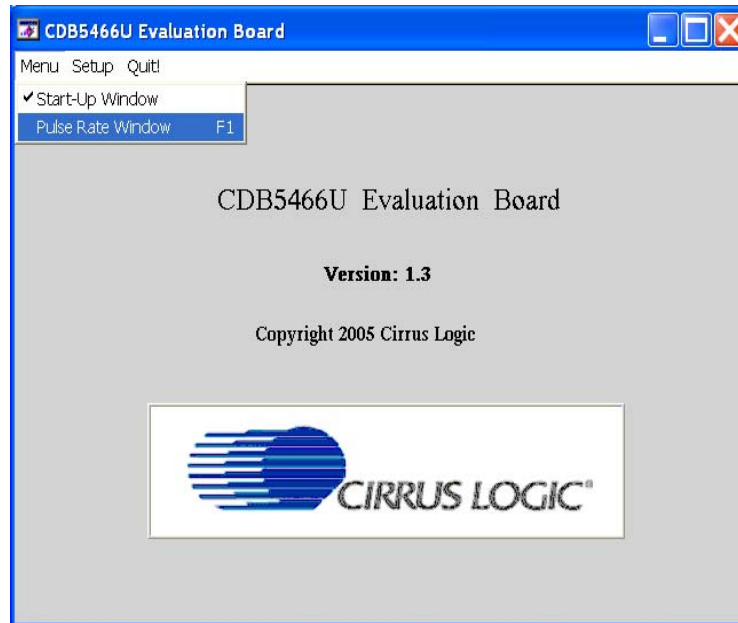 CDB5466U Evaluation Board
Menu Setup Quit!
✔Start-Up Window
Pulse Rate Window F1
CDB5466U Evaluation Board
Version: 1.3
Copyright 2005 Cirrus Logic
CIRRUS LOGIC®